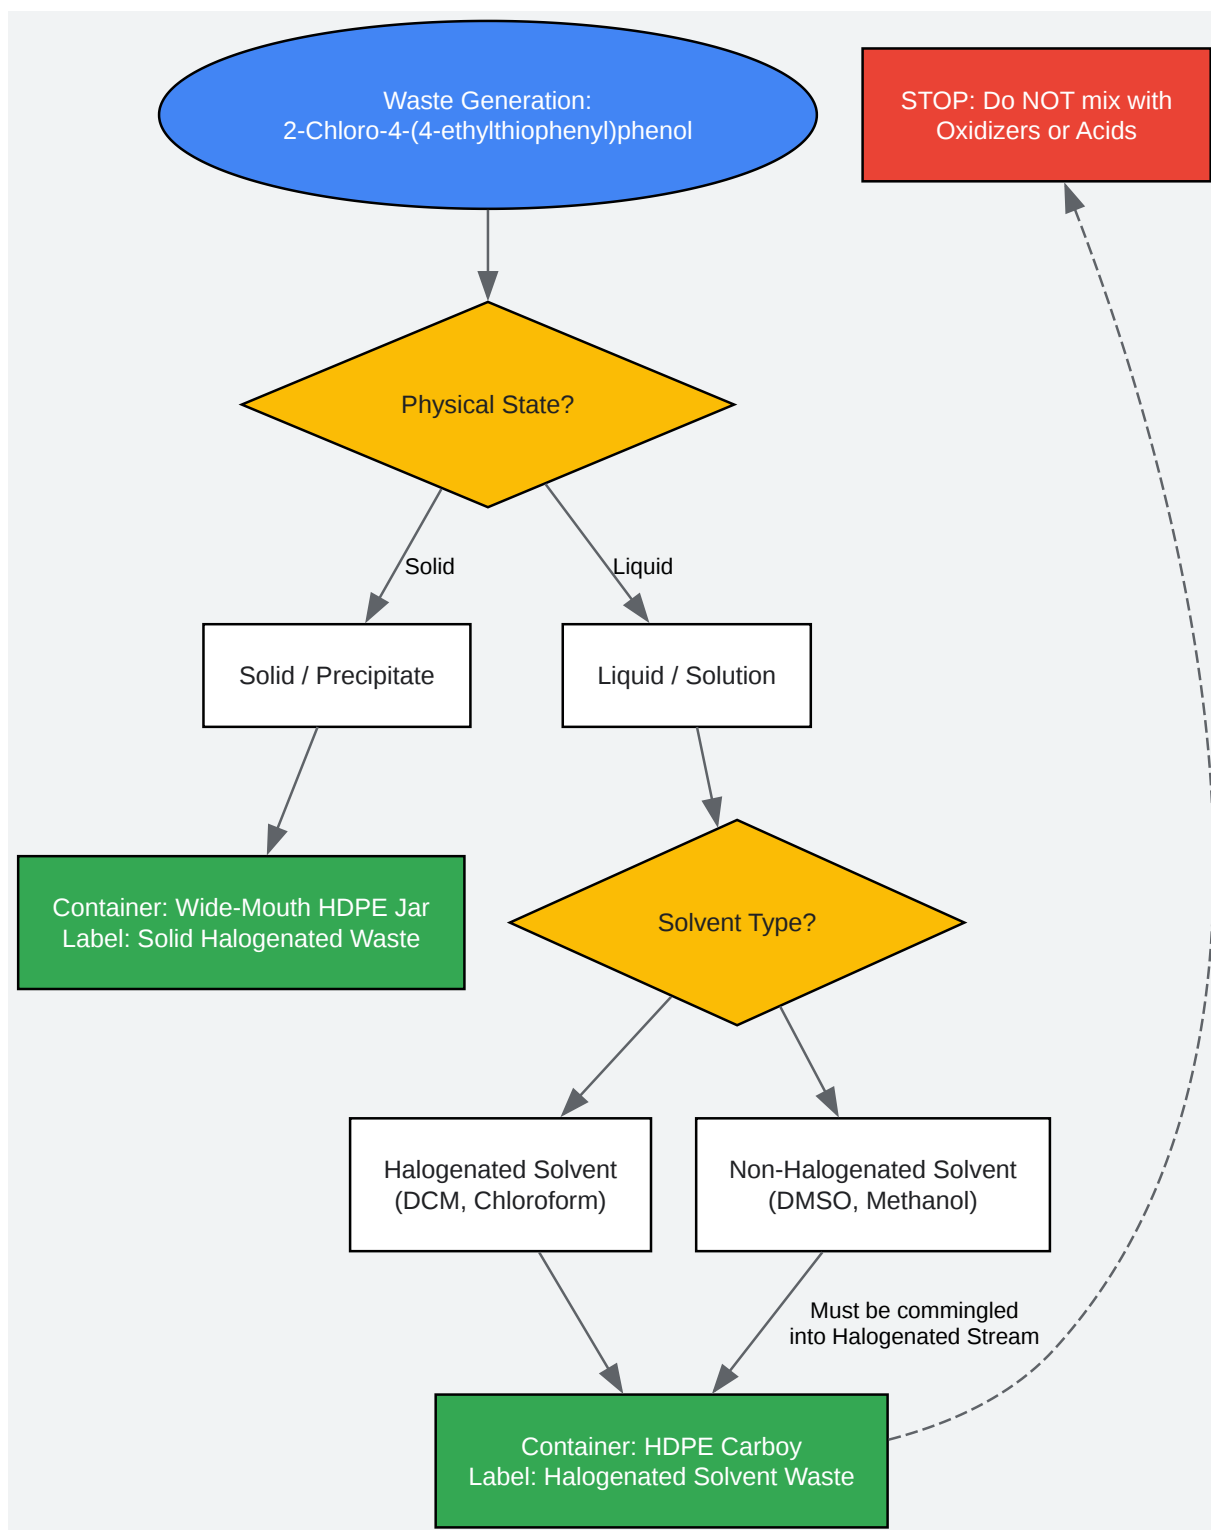 Waste Generation:
2-Chloro-4-(4-ethylthiophenyl)phenol
STOP: Do NOT mix with
Oxidizers or Acids
Physical State?
Solid
Liquid
Solid / Precipitate
Liquid / Solution
Container: Wide-Mouth HDPE Jar
Label: Solid Halogenated Waste
Solvent Type?
Halogenated Solvent
(DCM, Chloroform)
Non-Halogenated Solvent
(DMSO, Methanol)
Must be commingled
into Halogenated Stream
Container: HDPE Carboy
Label: Halogenated Solvent Waste